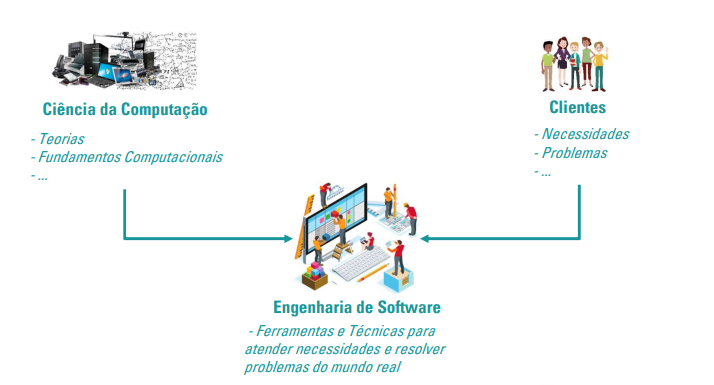 Ciência da Computação
- Teorias
- Fundamentos Computacionais
- ...
Clientes
- Necessidades
- Problemas
- ...
Engenharia de Software
- Ferramentas e Técnicas para
atender necessidades e resolver
problemas do mundo real